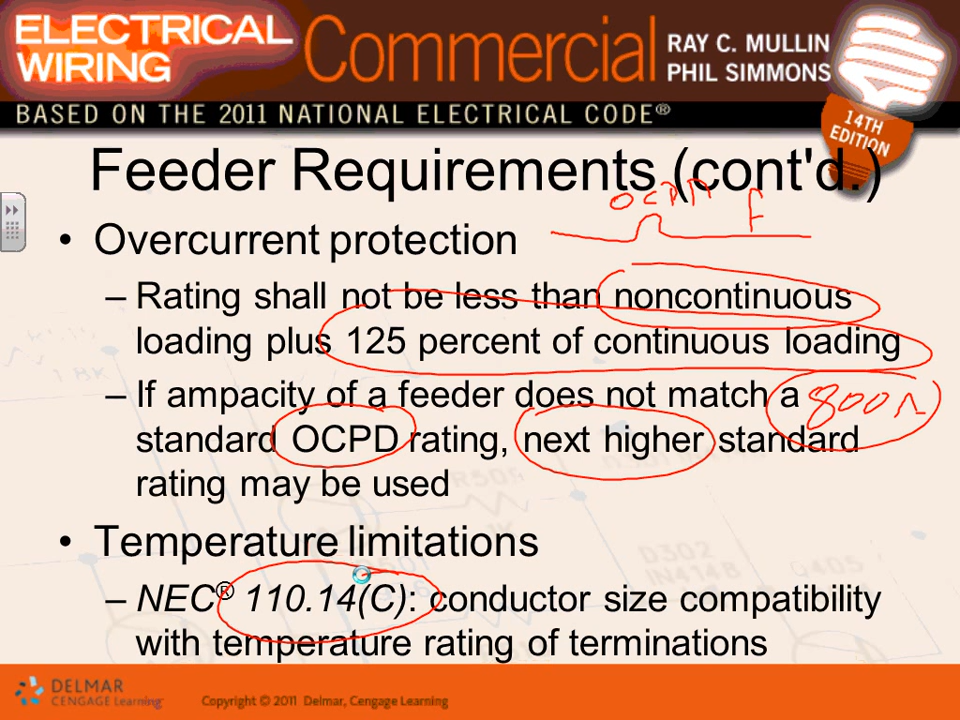 ELECTRICAL
WIRING
Commercial
RAY C. MULLIN
PHIL SIMMONS
BASED ON THE 2011 NATIONAL ELECTRICAL CODE®
14TH
EDITION
Feeder Requirements (cont'd.)
OCPD F
• Overcurrent protection
– Rating shall not be less than noncontinuous
loading plus 125 percent of continuous loading
– If ampacity of a feeder does not match a
800A
standard OCPD rating, next higher standard
rating may be used
• Temperature limitations
– NEC® 110.14(C): conductor size compatibility
with temperature rating of terminations
D302
IN4148
DELMAR
CENGAGE Learning
Copyright © 2011 Delmar, Cengage Learning